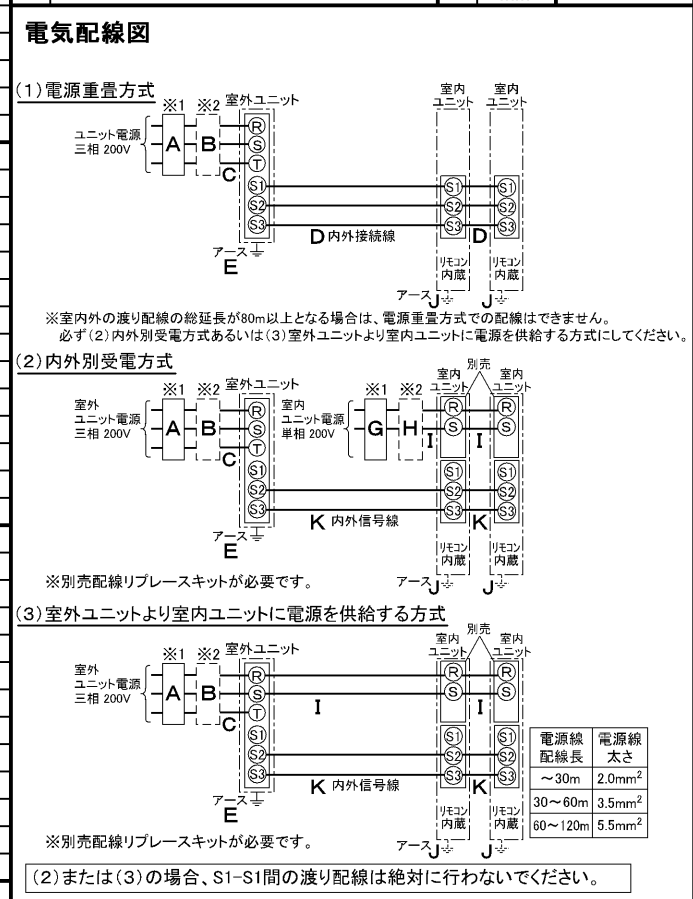 電気配線図
(1)電源重畳方式
※1 ※2 室外ユニット 室内ユニット 室内ユニット
ユニット電源
三相 200V
A B C
R
S
T
S1 S1 S1
S2 S2 S2
S3 S3 S3
D 内外接続線 D
アース
E
リモコン内蔵 リモコン内蔵
アース J J
※室内外の渡り配線の総延長が80m以上となる場合は、電源重畳方式での配線はできません。
必ず(2)内外別受電方式あるいは(3)室外ユニットより室内ユニットに電源を供給する方式にしてください。
(2)内外別受電方式
別売
※1 ※2 室外ユニット ※1 ※2 室内ユニット 室内ユニット
室外
ユニット電源
三相 200V
A B C
室内
ユニット電源
単相 200V
G H I I
R R R
S S S
T
S1 S1 S1
S2 S2 S2
S3 S3 S3
K 内外信号線 K
アース
E
リモコン内蔵 リモコン内蔵
※別売配線リプレースキットが必要です。
アース J J
(3)室外ユニットより室内ユニットに電源を供給する方式
別売
※1 ※2 室外ユニット 室内ユニット 室内ユニット
室外
ユニット電源
三相 200V
A B C
R R R
S S S
T
I I
S1 S1 S1
S2 S2 S2
S3 S3 S3
K 内外信号線 K
アース
E
リモコン内蔵 リモコン内蔵
※別売配線リプレースキットが必要です。
アース J J
電源線配線長 電源線太さ
～30m 2.0mm²
30～60m 3.5mm²
60～120m 5.5mm²
(2)または(3)の場合、S1-S1間の渡り配線は絶対に行わないでください。